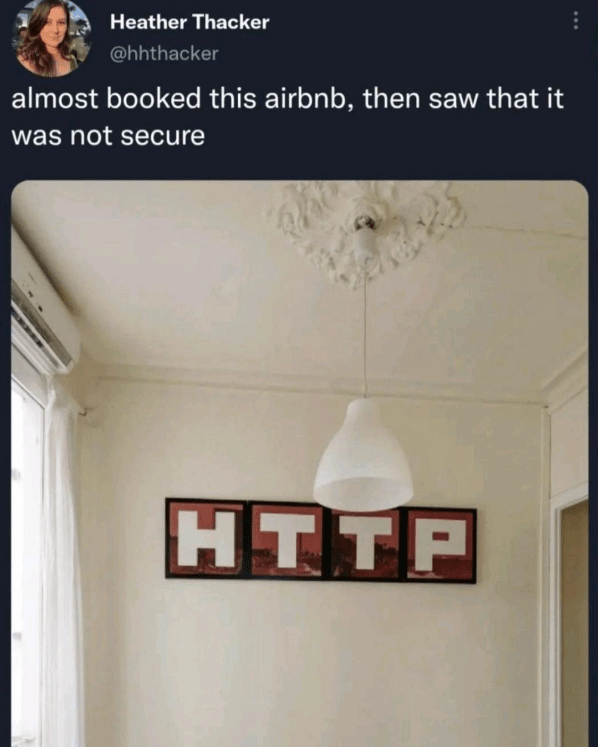 Heather Thacker
@hhthacker
almost booked this airbnb, then saw that it
was not secure
HTTP